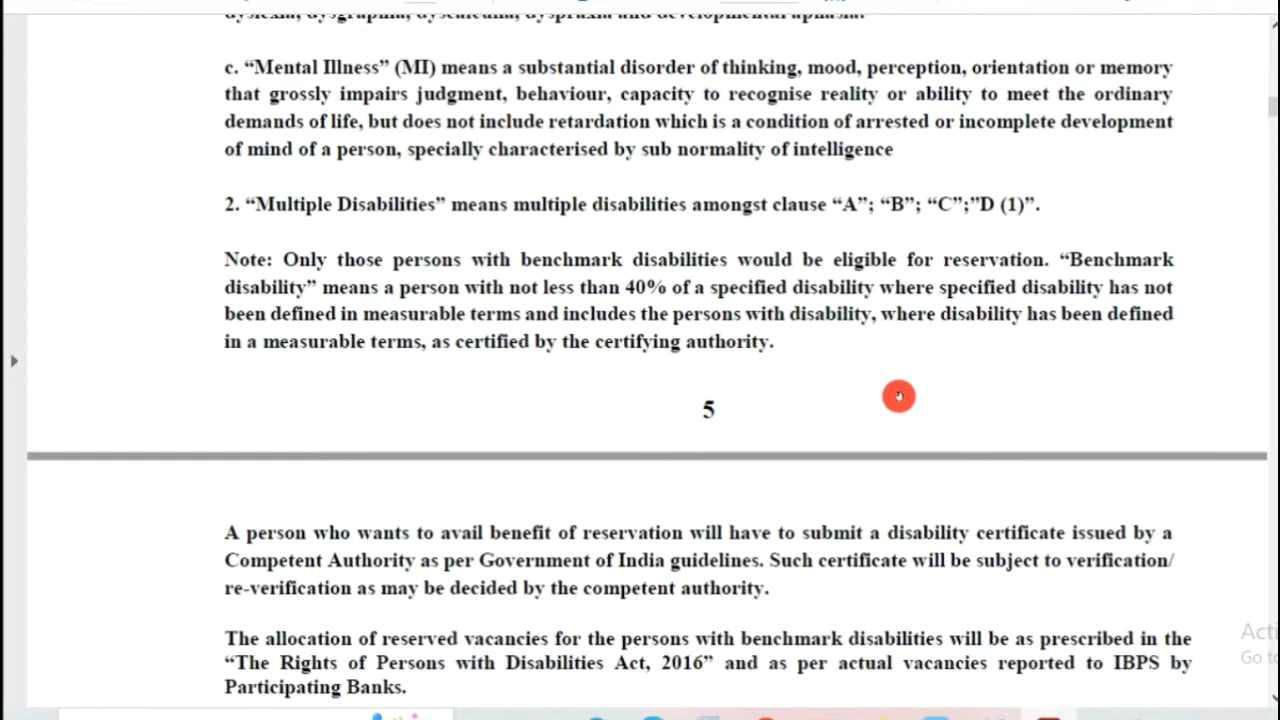 dyslexia, dysgraphia, dyscalculia, dyspraxia and developmental aphasia.
c. “Mental Illness” (MI) means a substantial disorder of thinking, mood, perception, orientation or memory
that grossly impairs judgment, behaviour, capacity to recognise reality or ability to meet the ordinary
demands of life, but does not include retardation which is a condition of arrested or incomplete development
of mind of a person, specially characterised by sub normality of intelligence
2. “Multiple Disabilities” means multiple disabilities amongst clause “A”; “B”; “C”;”D (1)”.
Note: Only those persons with benchmark disabilities would be eligible for reservation. “Benchmark
disability” means a person with not less than 40% of a specified disability where specified disability has not
been defined in measurable terms and includes the persons with disability, where disability has been defined
in a measurable terms, as certified by the certifying authority.
5
A person who wants to avail benefit of reservation will have to submit a disability certificate issued by a
Competent Authority as per Government of India guidelines. Such certificate will be subject to verification/
re-verification as may be decided by the competent authority.
The allocation of reserved vacancies for the persons with benchmark disabilities will be as prescribed in the
“The Rights of Persons with Disabilities Act, 2016” and as per actual vacancies reported to IBPS by
Participating Banks.
Act
Go to